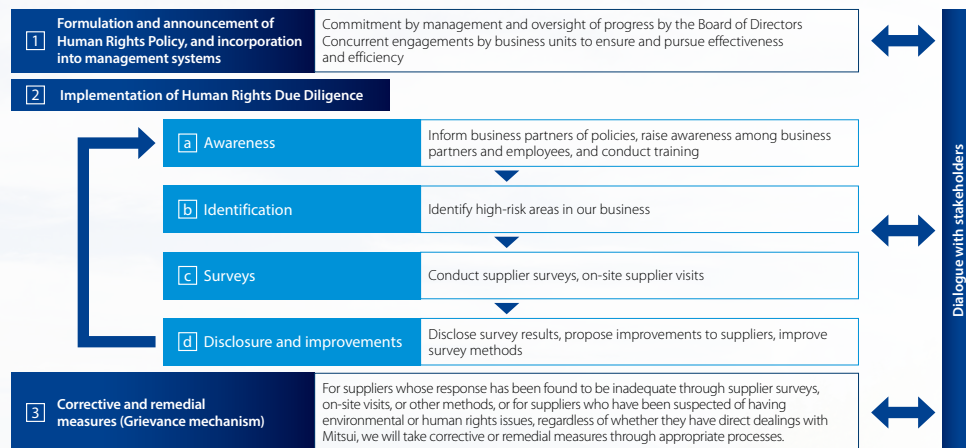 1
Formulation and announcement of
Human Rights Policy, and incorporation
into management systems
Commitment by management and oversight of progress by the Board of Directors
Concurrent engagements by business units to ensure and pursue effectiveness
and efficiency
2 Implementation of Human Rights Due Diligence
a Awareness
Inform business partners of policies, raise awareness among business
partners and employees, and conduct training
b Identification
Identify high-risk areas in our business
c Surveys
Conduct supplier surveys, on-site supplier visits
d Disclosure and improvements
Disclose survey results, propose improvements to suppliers, improve
survey methods
3
Corrective and remedial
measures (Grievance mechanism)
For suppliers whose response has been found to be inadequate through supplier surveys,
on-site visits, or other methods, or for suppliers who have been suspected of having
environmental or human rights issues, regardless of whether they have direct dealings with
Mitsui, we will take corrective or remedial measures through appropriate processes.
Dialogue with stakeholders